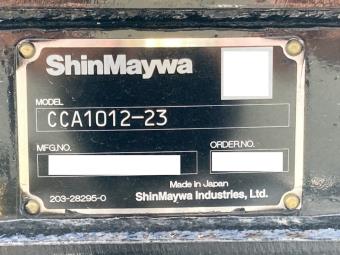 ShinMaywa
MODEL
CCA1012-23
MFG.NO. ORDER.NO.
Made in Japan
203-28295-0 ShinMaywa Industries, Ltd.